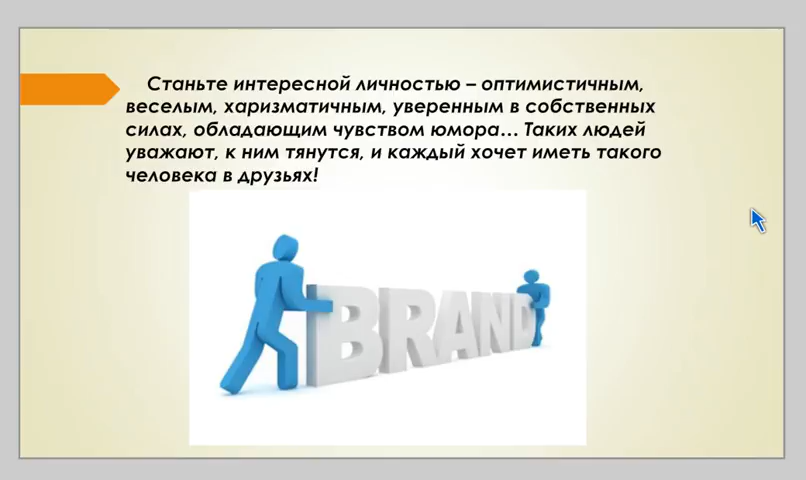 Станьте интересной личностью – оптимистичным,
веселым, харизматичным, уверенным в собственных
силах, обладающим чувством юмора… Таких людей
уважают, к ним тянутся, и каждый хочет иметь такого
человека в друзьях!
BRAND